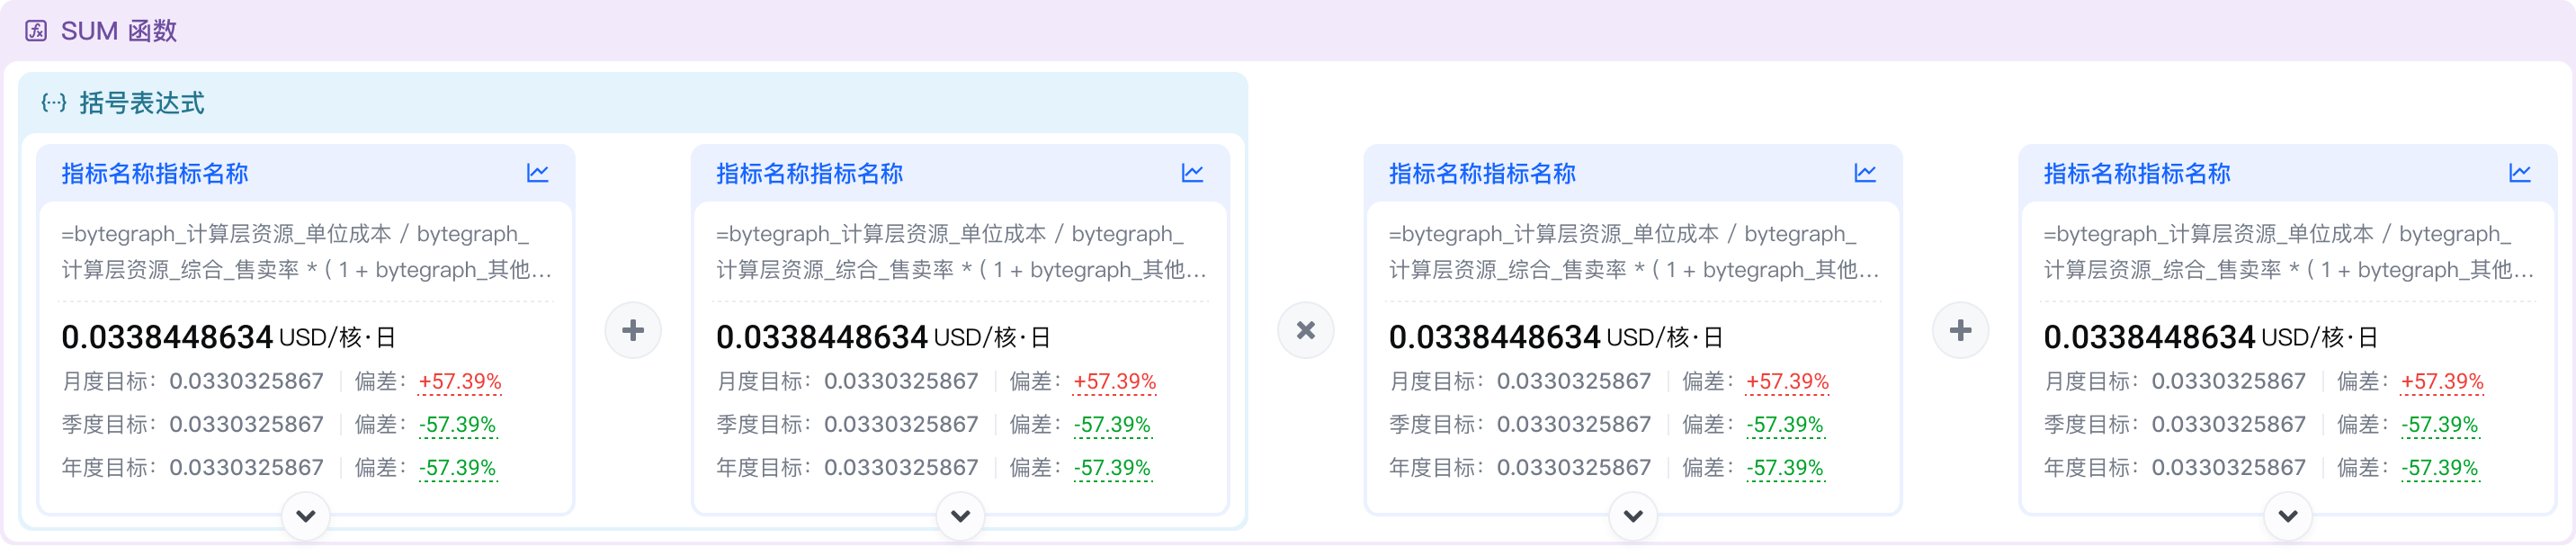 SUM 函数
括号表达式
指标名称指标名称
=bytegraph_计算层资源_单位成本 / bytegraph_
计算层资源_综合_售卖率 * ( 1 + bytegraph_其他...
0.0338448634 USD/核·日
月度目标：0.0330325867 偏差：+57.39%
季度目标：0.0330325867 偏差：-57.39%
年度目标：0.0330325867 偏差：-57.39%
+
指标名称指标名称
=bytegraph_计算层资源_单位成本 / bytegraph_
计算层资源_综合_售卖率 * ( 1 + bytegraph_其他...
0.0338448634 USD/核·日
月度目标：0.0330325867 偏差：+57.39%
季度目标：0.0330325867 偏差：-57.39%
年度目标：0.0330325867 偏差：-57.39%
×
指标名称指标名称
=bytegraph_计算层资源_单位成本 / bytegraph_
计算层资源_综合_售卖率 * ( 1 + bytegraph_其他...
0.0338448634 USD/核·日
月度目标：0.0330325867 偏差：+57.39%
季度目标：0.0330325867 偏差：-57.39%
年度目标：0.0330325867 偏差：-57.39%
+
指标名称指标名称
=bytegraph_计算层资源_单位成本 / bytegraph_
计算层资源_综合_售卖率 * ( 1 + bytegraph_其他...
0.0338448634 USD/核·日
月度目标：0.0330325867 偏差：+57.39%
季度目标：0.0330325867 偏差：-57.39%
年度目标：0.0330325867 偏差：-57.39%